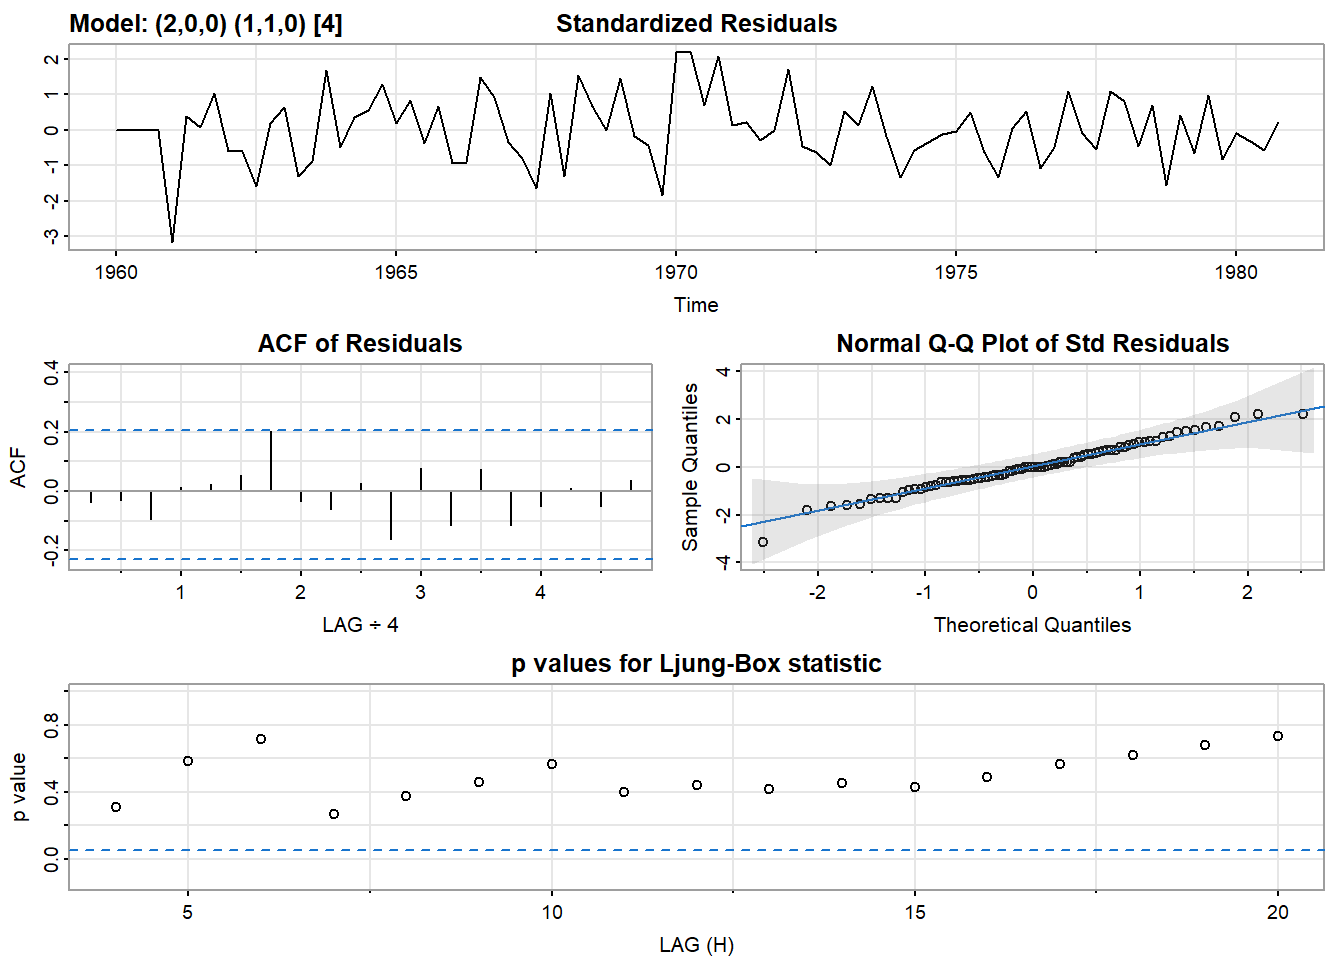 Model: (2,0,0) (1,1,0) [4]
Standardized Residuals
2
1
0
-1
-2
-3
1960 1965 1970 1975 1980
Time
ACF of Residuals
ACF
0.4
0.2
0.0
-0.2
1 2 3 4
LAG ÷ 4
Normal Q-Q Plot of Std Residuals
Sample Quantiles
4
2
0
-2
-4
-2 -1 0 1 2
Theoretical Quantiles
p values for Ljung-Box statistic
p value
0.8
0.4
0.0
5 10 15 20
LAG (H)